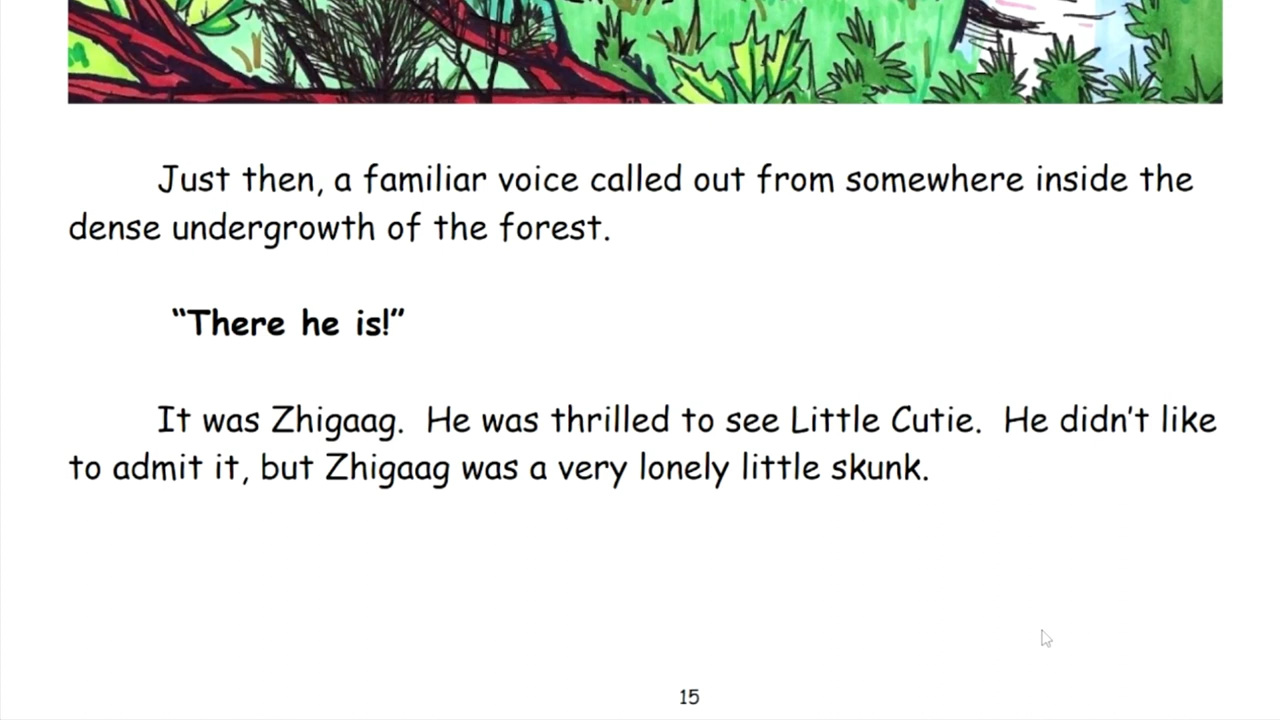 Just then, a familiar voice called out from somewhere inside the
dense undergrowth of the forest.
“There he is!”
It was Zhigaag.  He was thrilled to see Little Cutie.  He didn’t like
to admit it, but Zhigaag was a very lonely little skunk.
15